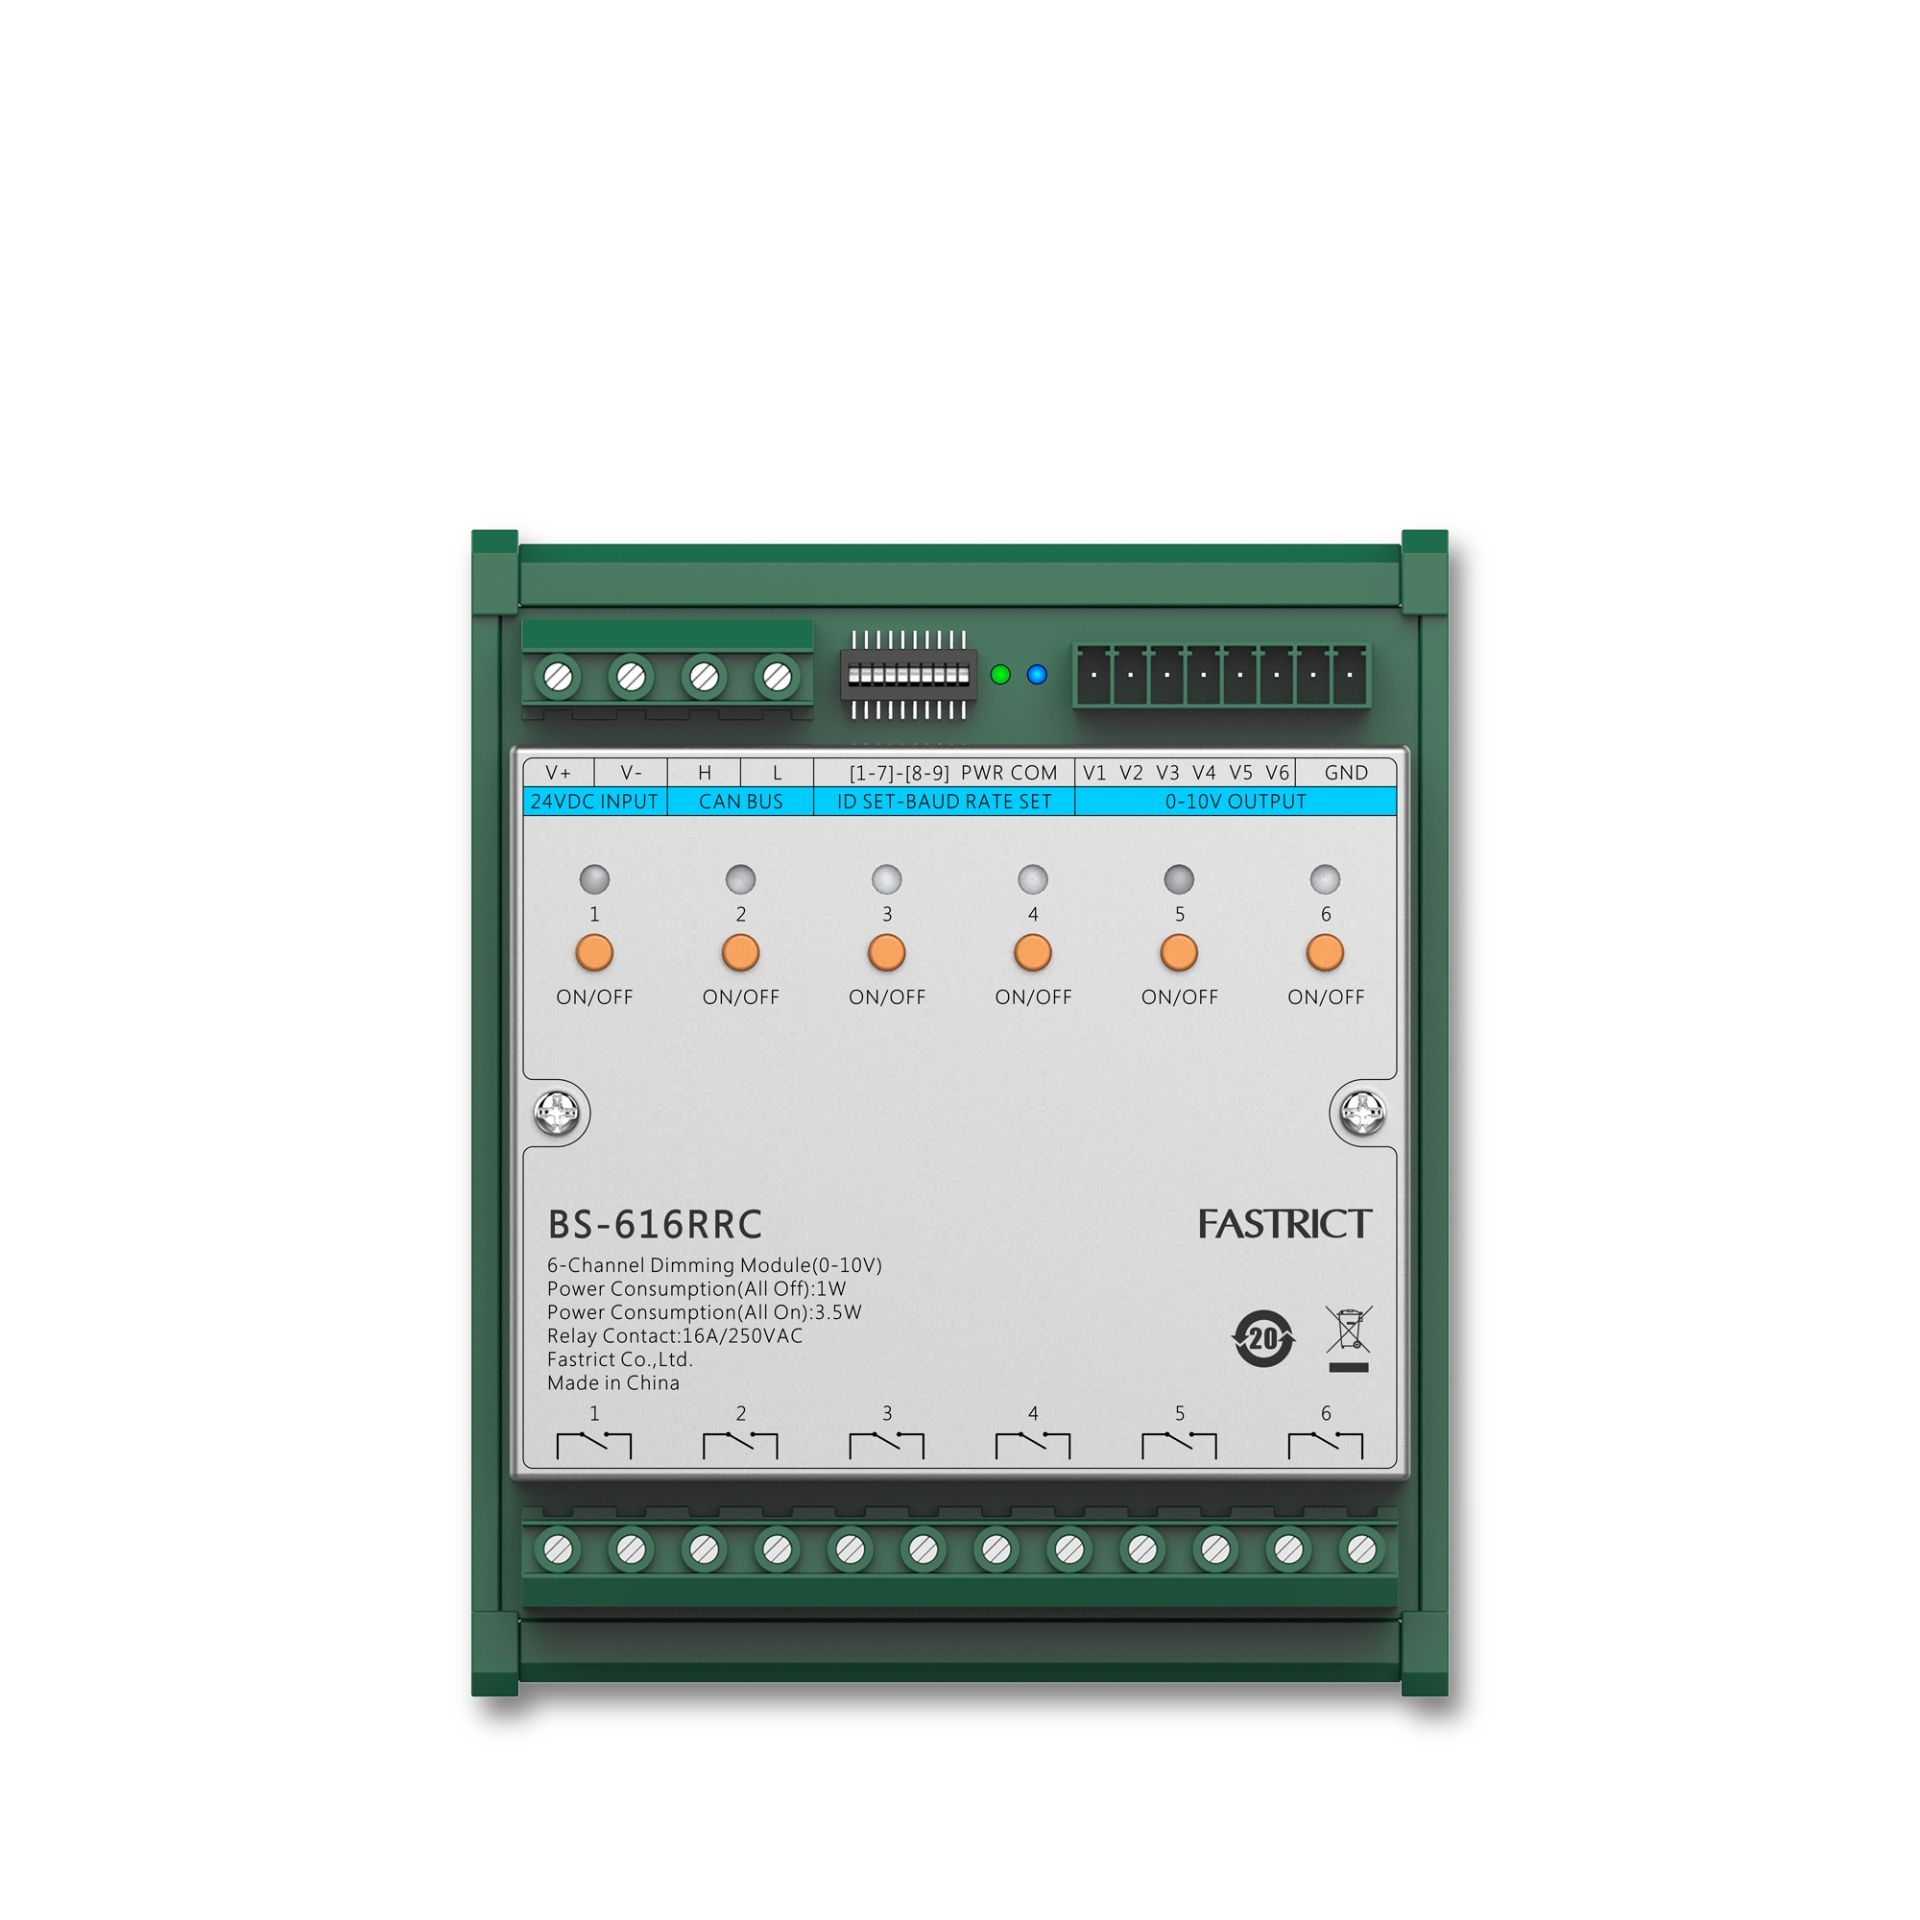 V+ V- H L [1-7]-[8-9] PWR COM V1 V2 V3 V4 V5 V6 GND
24VDC INPUT CAN BUS ID SET-BAUD RATE SET 0-10V OUTPUT
1 2 3 4 5 6
ON/OFF ON/OFF ON/OFF ON/OFF ON/OFF ON/OFF
BS-616RRC
FASTRICT
6-Channel Dimming Module(0-10V)
Power Consumption(All Off):1W
Power Consumption(All On):3.5W
Relay Contact:16A/250VAC
Fastrict Co.,Ltd.
Made in China
20
1 2 3 4 5 6